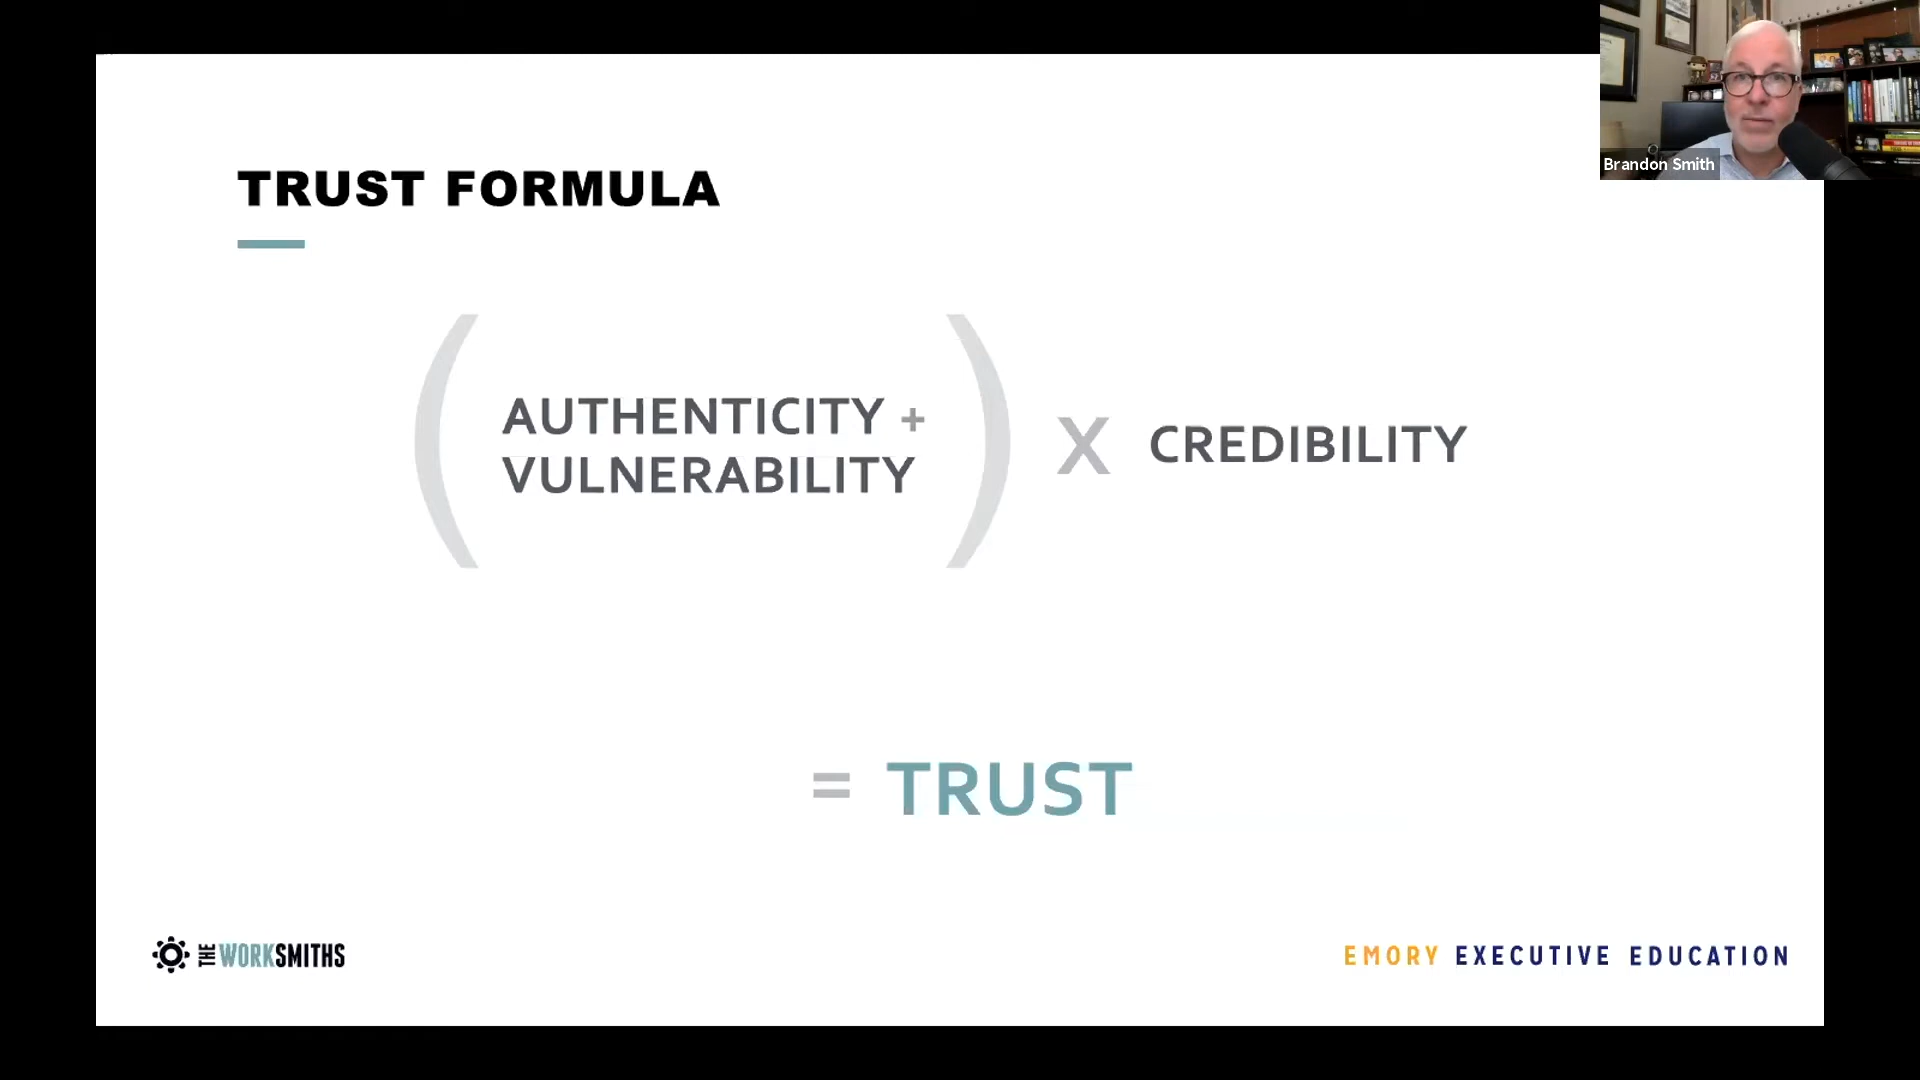 Brandon Smith
TRUST FORMULA
( AUTHENTICITY +
VULNERABILITY ) X CREDIBILITY
= TRUST
THE WORKSMITHS
EMORY EXECUTIVE EDUCATION